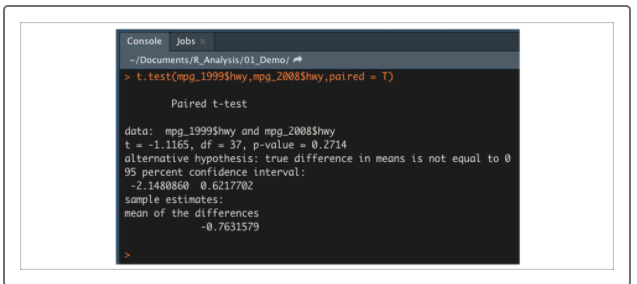 Console Jobs ×
~/Documents/R_Analysis/01_Demo/
> t.test(mpg_1999$hwy,mpg_2008$hwy,paired = T)
Paired t-test
data: mpg_1999$hwy and mpg_2008$hwy
t = -1.1165, df = 37, p-value = 0.2714
alternative hypothesis: true difference in means is not equal to 0
95 percent confidence interval:
-2.1480860 0.6217702
sample estimates:
mean of the differences
-0.7631579
>